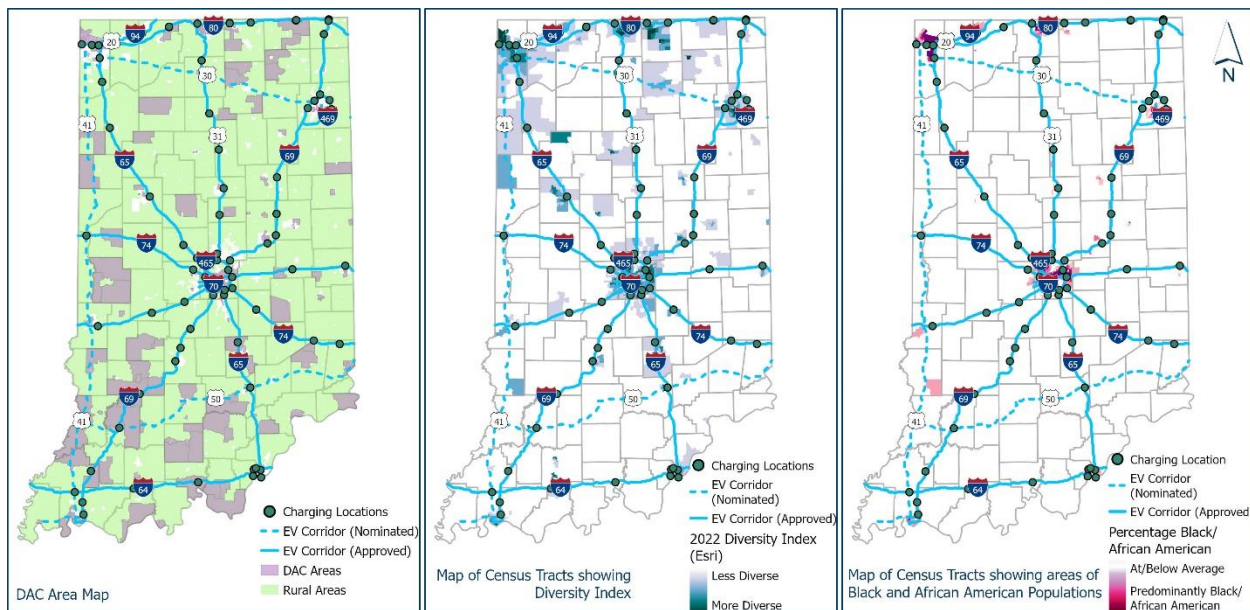 94
80
20
30
41
31
469
69
65
74
465
70
74
65
69
50
41
64
Charging Locations
EV Corridor (Nominated)
EV Corridor (Approved)
DAC Areas
Rural Areas
DAC Area Map
94
80
20
30
41
31
469
69
65
74
465
70
74
65
69
50
41
64
Charging Locations
EV Corridor
(Nominated)
EV Corridor (Approved)
2022 Diversity Index
(Esri)
Less Diverse
More Diverse
Map of Census Tracts showing
Diversity Index
N
94
80
20
30
41
31
469
69
65
74
465
70
74
65
69
50
41
64
Charging Location
EV Corridor
(Nominated)
EV Corridor (Approved)
Percentage Black/
African American
At/Below Average
Predominantly Black/
African American
Map of Census Tracts showing areas of
Black and African American Populations